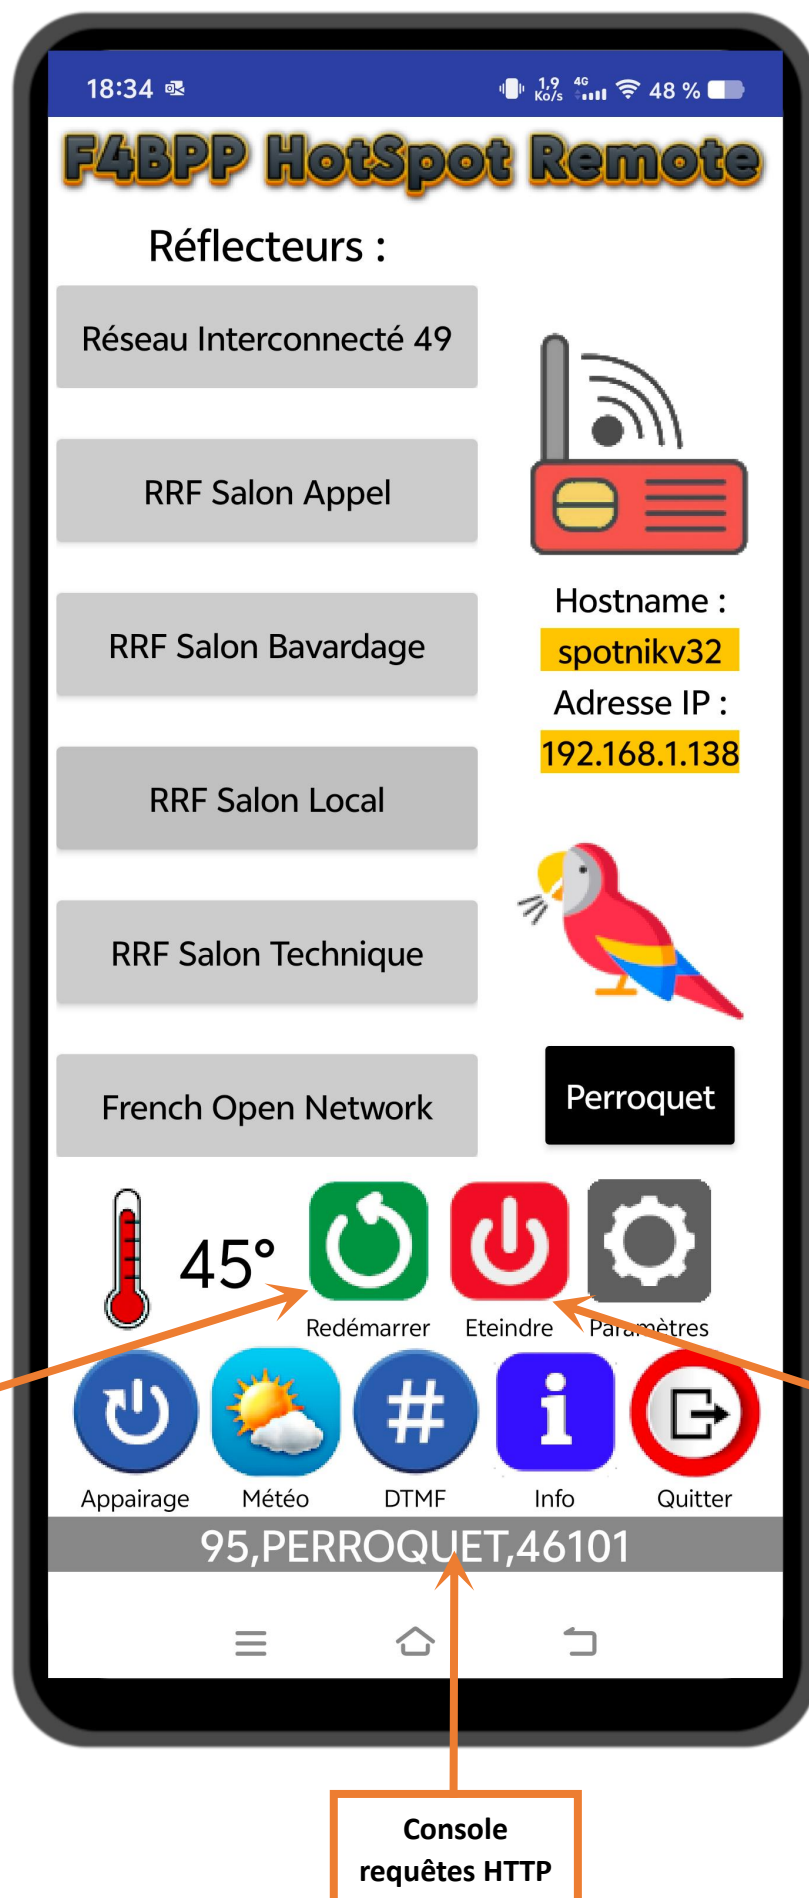 18:34
1,9 Ko/s 4G 48 %
F4BPP HotSpot Remote
Réflecteurs :
Réseau Interconnecté 49
RRF Salon Appel
RRF Salon Bavardage
Hostname :
spotnikv32
Adresse IP :
192.168.1.138
RRF Salon Local
RRF Salon Technique
French Open Network
Perroquet
45°
Redémarrer
Eteindre
Paramètres
#
i
Appairage
Météo
DTMF
Info
Quitter
95,PERROQUET,46101
Console
requêtes HTTP